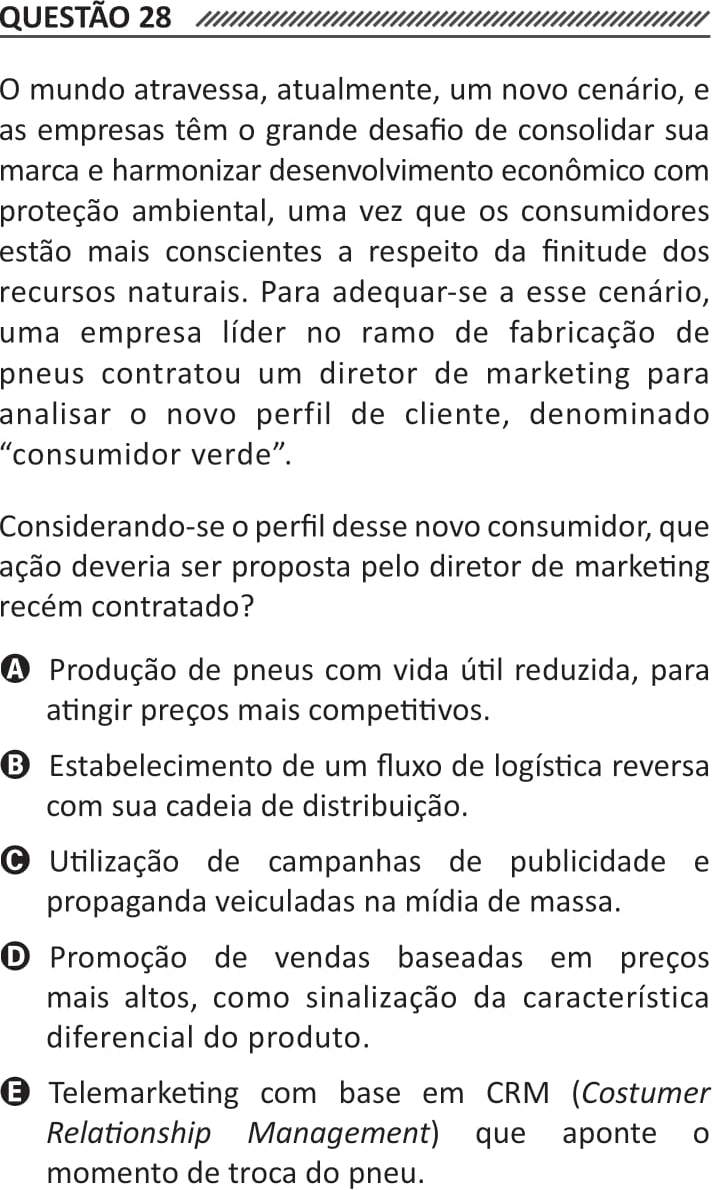 QUESTÃO 28
O mundo atravessa, atualmente, um novo cenário, e
as empresas têm o grande desafio de consolidar sua
marca e harmonizar desenvolvimento econômico com
proteção ambiental, uma vez que os consumidores
estão mais conscientes a respeito da finitude dos
recursos naturais. Para adequar-se a esse cenário,
uma empresa líder no ramo de fabricação de
pneus contratou um diretor de marketing para
analisar o novo perfil de cliente, denominado
“consumidor verde”.
Considerando-se o perfil desse novo consumidor, que
ação deveria ser proposta pelo diretor de marketing
recém contratado?
A Produção de pneus com vida útil reduzida, para
atingir preços mais competitivos.
B Estabelecimento de um fluxo de logística reversa
com sua cadeia de distribuição.
C Utilização de campanhas de publicidade e
propaganda veiculadas na mídia de massa.
D Promoção de vendas baseadas em preços
mais altos, como sinalização da característica
diferencial do produto.
E Telemarketing com base em CRM (Costumer
Relationship Management) que aponte o
momento de troca do pneu.